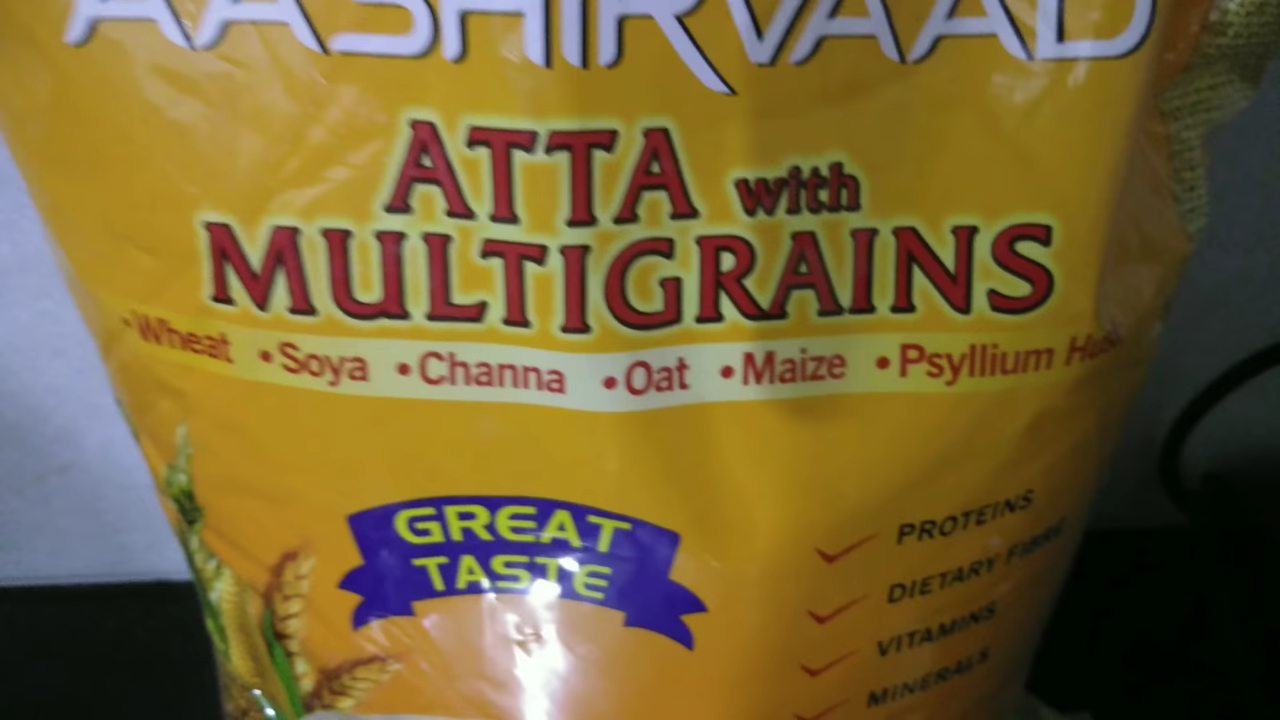 AASHIRVAAD
ATTA with
MULTIGRAINS
•Wheat •Soya •Channa •Oat •Maize •Psyllium Husk
GREAT
TASTE
PROTEINS
DIETARY FIBRE
VITAMINS
MINERALS